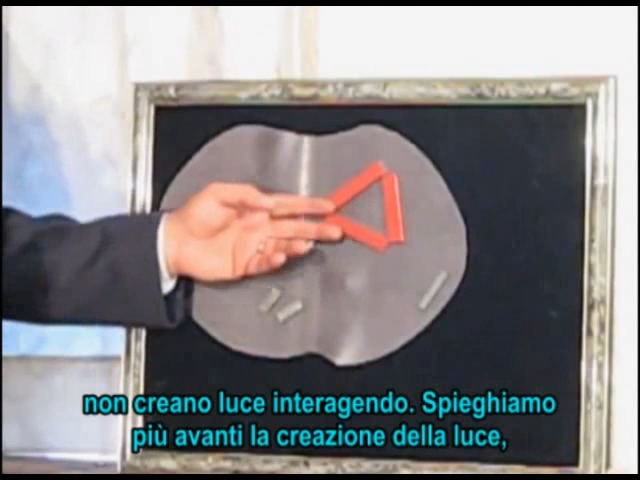 non creano luce interagendo. Spieghiamo
più avanti la creazione della luce,